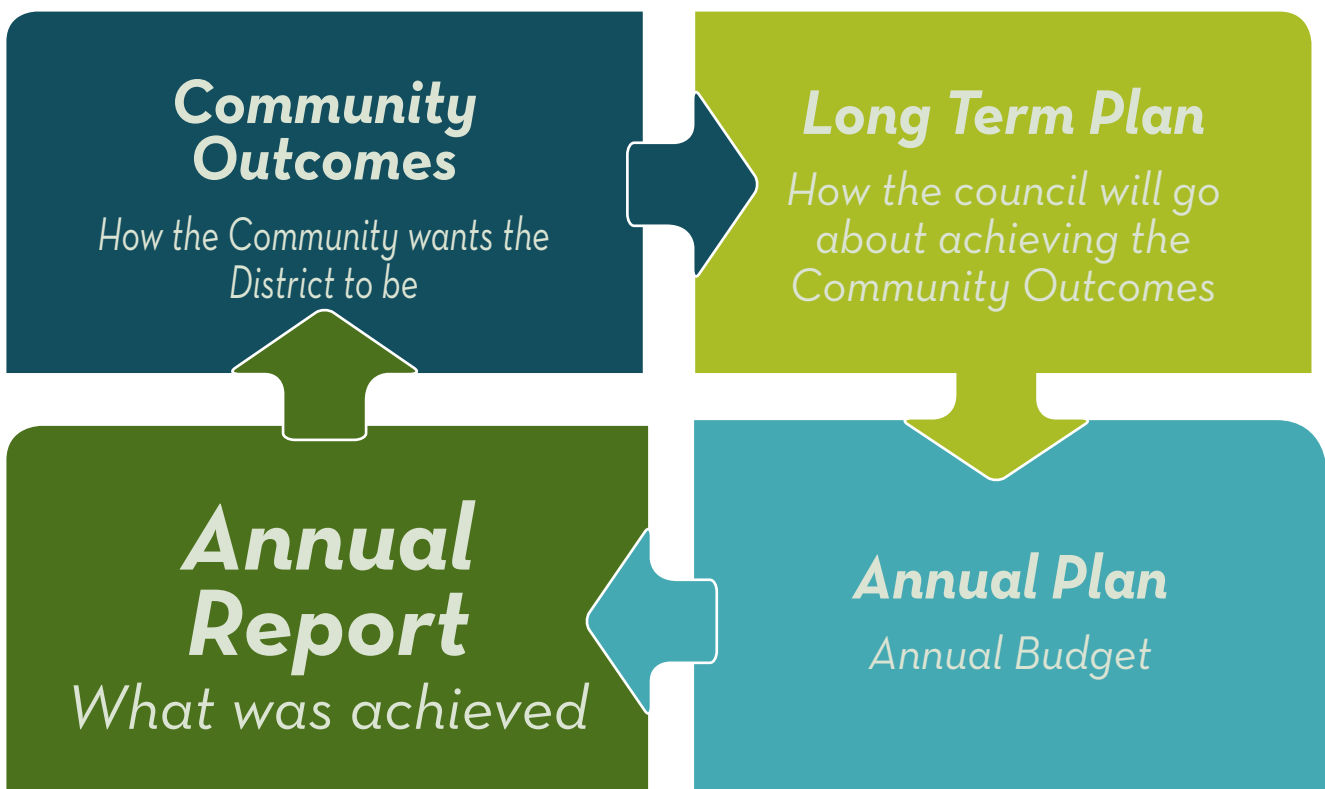 Community
Outcomes
How the Community wants the
District to be
Long Term Plan
How the council will go
about achieving the
Community Outcomes
Annual
Report
What was achieved
Annual Plan
Annual Budget